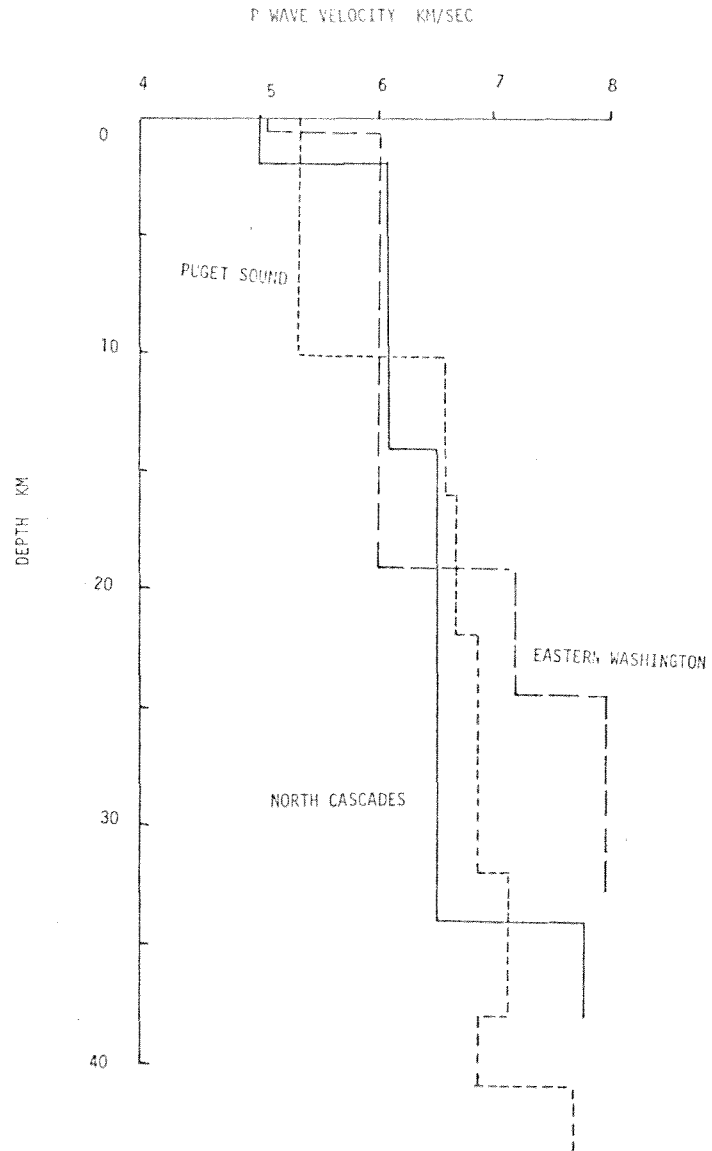 P WAVE VELOCITY KM/SEC
4 5 6 7 8
0
PUGET SOUND
10
DEPTH KM
20
EASTERN WASHINGTON
NORTH CASCADES
30
40